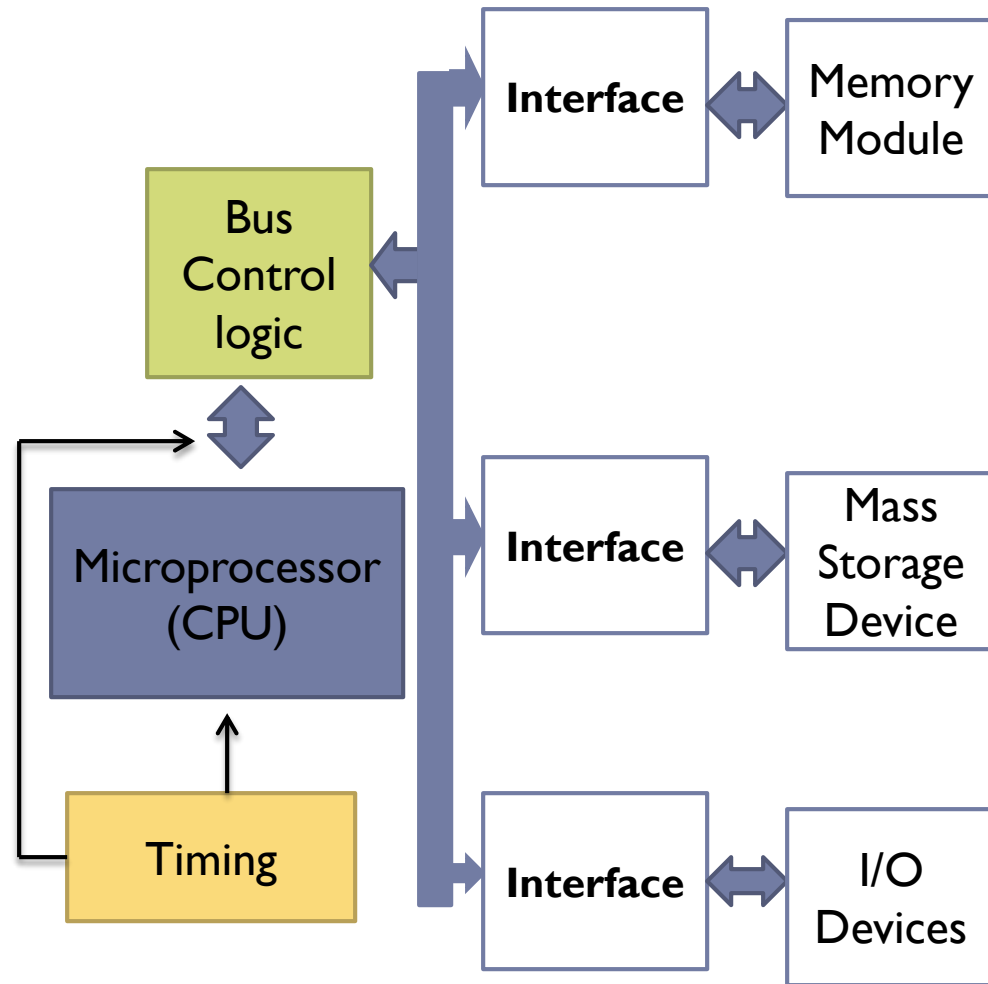 Interface
Memory
Module
Bus
Control
logic
Interface
Mass
Storage
Device
Microprocessor
(CPU)
Timing
Interface
I/O
Devices